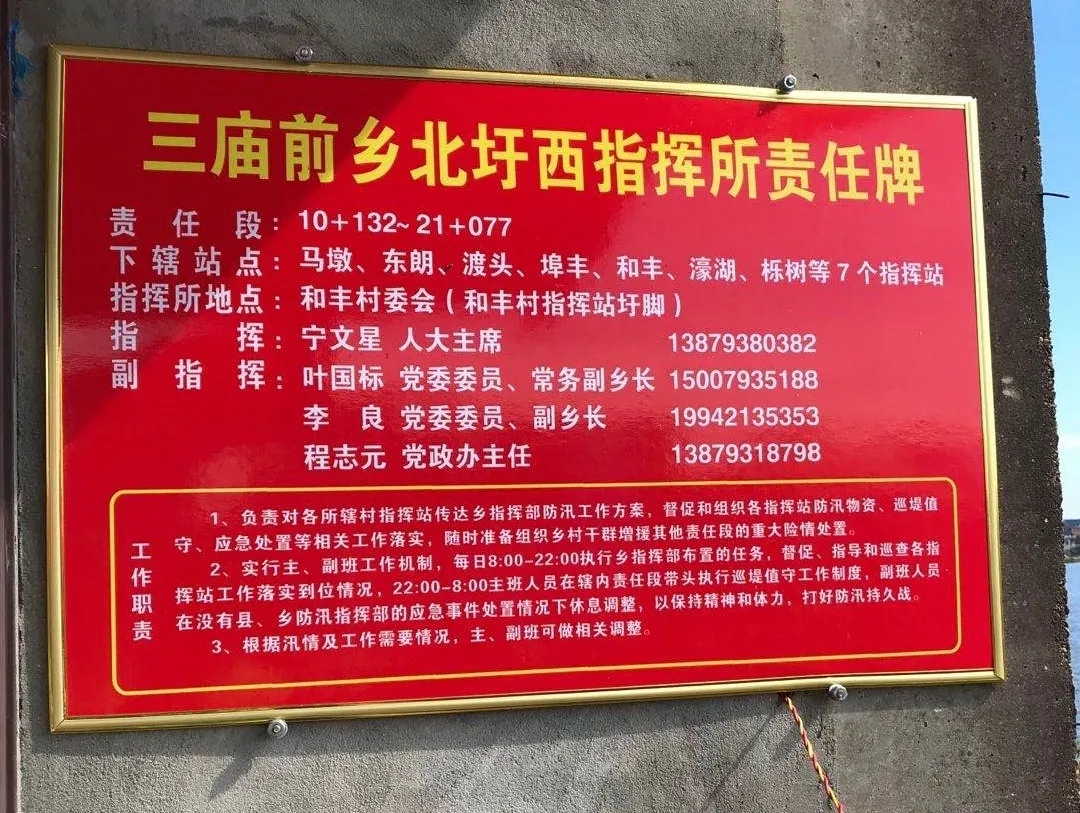 三庙前乡北圩西指挥所责任牌
责任段：10+132~21+077
下辖站点：马墩、东朗、渡头、埠丰、和丰、濠湖、栎树等7个指挥站
指挥所地点：和丰村委会（和丰村指挥站圩脚）
指挥：宁文星 人大主席 13879380382
副指挥：叶国标 党委委员、常务副乡长 15007935188
李良 党委委员、副乡长 19942135353
程志元 党政办主任 13879318798
工作职责
1、负责对各所辖村指挥站传达乡指挥部防汛工作方案，督促和组织各指挥站防汛物资、巡堤值
守、应急处置等相关工作落实，随时准备组织乡村干群增援其他责任段的重大险情处置。
2、实行主、副班工作机制，每日8:00-22:00执行乡指挥部布置的任务，督促、指导和巡查各指
挥站工作落实到位情况，22:00-8:00主班人员在辖内责任段带头执行巡堤值守工作制度，副班人员
在没有县、乡防汛指挥部的应急事件处置情况下休息调整，以保持精神和体力，打好防汛持久战。
3、根据汛情及工作需要情况，主、副班可做相关调整。